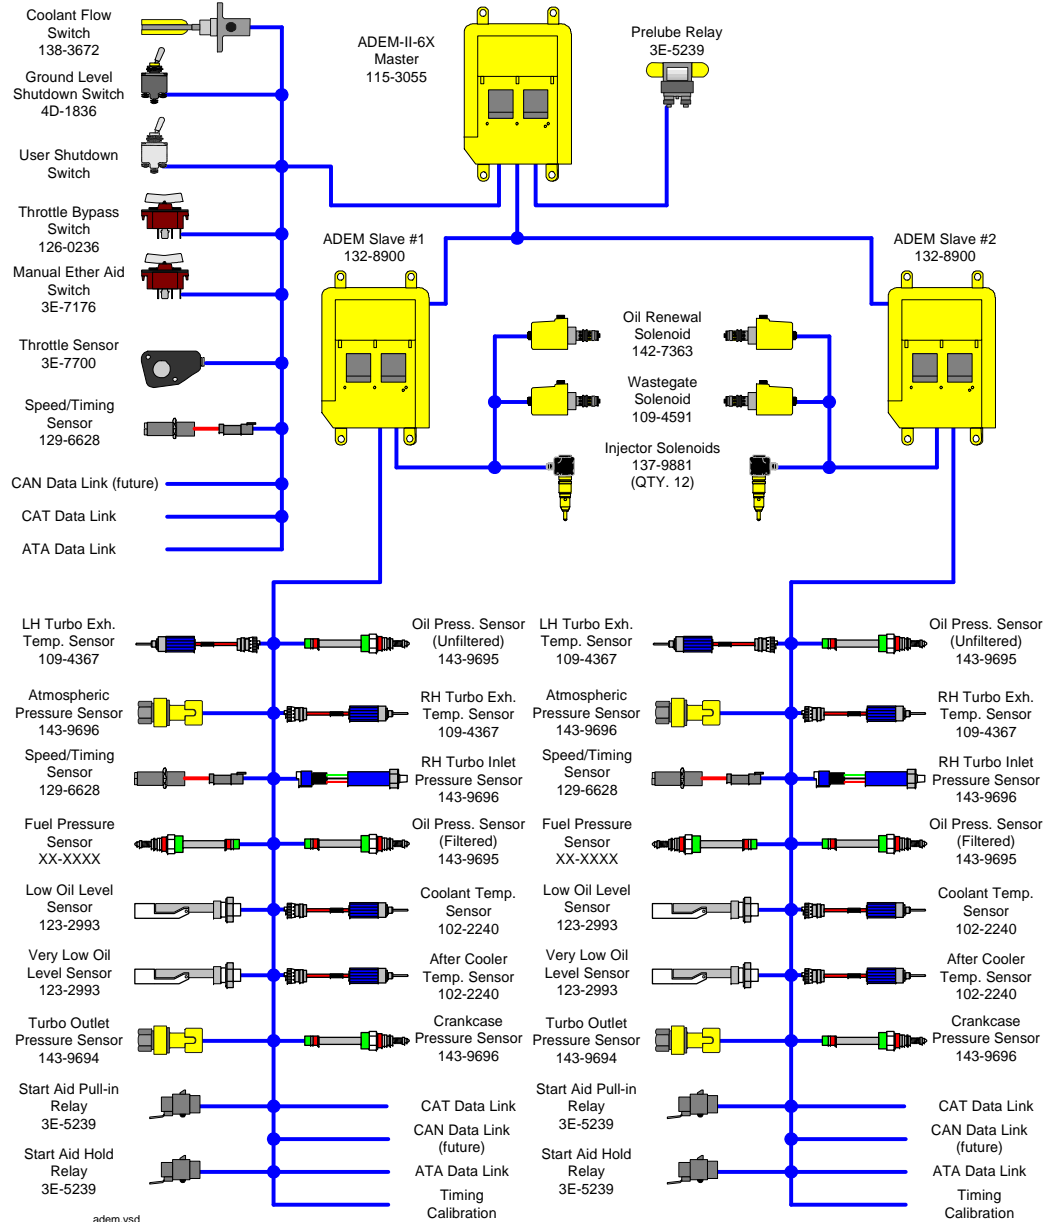 Coolant Flow
Switch
138-3672
Ground Level
Shutdown Switch
4D-1836
User Shutdown
Switch
Throttle Bypass
Switch
126-0236
Manual Ether Aid
Switch
3E-7176
Throttle Sensor
3E-7700
Speed/Timing
Sensor
129-6628
CAN Data Link (future)
CAT Data Link
ATA Data Link
ADEM-II-6X
Master
115-3055
Prelube Relay
3E-5239
ADEM Slave #1
132-8900
ADEM Slave #2
132-8900
Oil Renewal
Solenoid
142-7363
Wastegate
Solenoid
109-4591
Injector Solenoids
137-9881
(QTY. 12)
LH Turbo Exh.
Temp. Sensor
109-4367
Atmospheric
Pressure Sensor
143-9696
Speed/Timing
Sensor
129-6628
Fuel Pressure
Sensor
XX-XXXX
Low Oil Level
Sensor
123-2993
Very Low Oil
Level Sensor
123-2993
Turbo Outlet
Pressure Sensor
143-9694
Start Aid Pull-in
Relay
3E-5239
Start Aid Hold
Relay
3E-5239
Oil Press. Sensor
(Unfiltered)
143-9695
RH Turbo Exh.
Temp. Sensor
109-4367
RH Turbo Inlet
Pressure Sensor
143-9696
Oil Press. Sensor
(Filtered)
143-9695
Coolant Temp.
Sensor
102-2240
After Cooler
Temp. Sensor
102-2240
Crankcase
Pressure Sensor
143-9696
CAT Data Link
CAN Data Link
(future)
ATA Data Link
Timing
Calibration
LH Turbo Exh.
Temp. Sensor
109-4367
Atmospheric
Pressure Sensor
143-9696
Speed/Timing
Sensor
129-6628
Fuel Pressure
Sensor
XX-XXXX
Low Oil Level
Sensor
123-2993
Very Low Oil
Level Sensor
123-2993
Turbo Outlet
Pressure Sensor
143-9694
Start Aid Pull-in
Relay
3E-5239
Start Aid Hold
Relay
3E-5239
Oil Press. Sensor
(Unfiltered)
143-9695
RH Turbo Exh.
Temp. Sensor
109-4367
RH Turbo Inlet
Pressure Sensor
143-9696
Oil Press. Sensor
(Filtered)
143-9695
Coolant Temp.
Sensor
102-2240
After Cooler
Temp. Sensor
102-2240
Crankcase
Pressure Sensor
143-9696
CAT Data Link
CAN Data Link
(future)
ATA Data Link
Timing
Calibration
adem.vsd